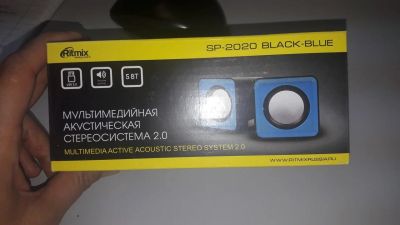 Ritmix
SP-2020 BLACK-BLUE
5 ВТ
МУЛЬТИМЕДИЙНАЯ
АКУСТИЧЕСКАЯ
СТЕРЕОСИСТЕМА 2.0
MULTIMEDIA ACTIVE ACOUSTIC STEREO SYSTEM 2.0
WWW.RITMIXRUSSIA.RU